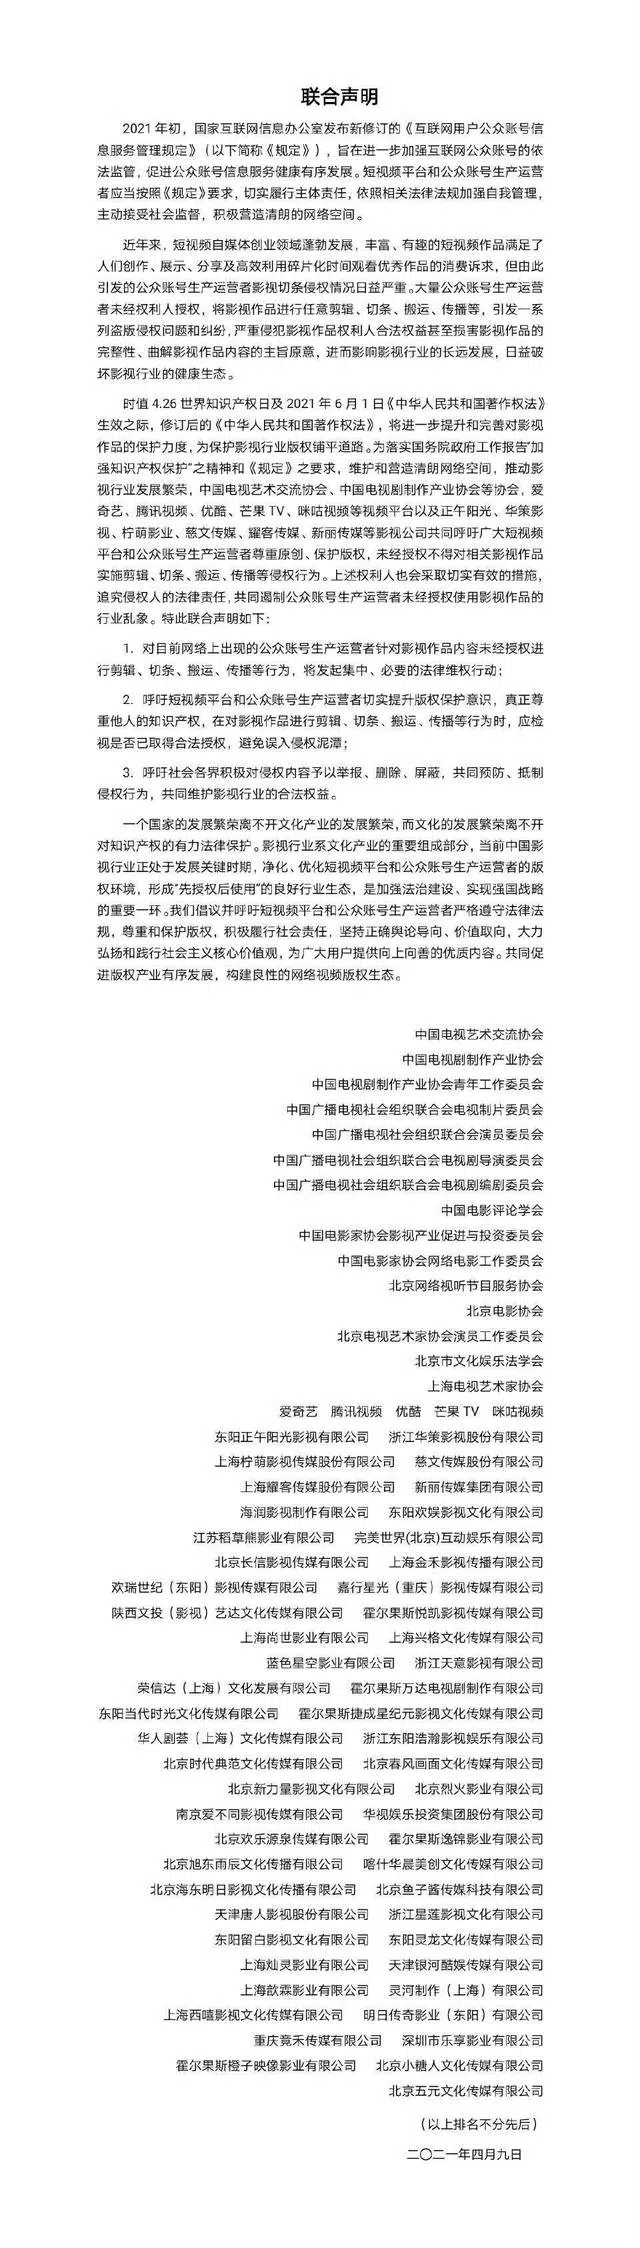 联合声明
2021年初，国家互联网信息办公室发布新修订的《互联网用户公众账号信
息服务管理规定》（以下简称《规定》），旨在进一步加强互联网公众账号的依
法监管，促进公众账号信息服务健康有序发展。短视频平台和公众账号生产运营
者应当按照《规定》要求，切实履行主体责任，依照相关法律法规加强自我管理，
主动接受社会监督，积极营造清朗的网络空间。
近年来，短视频自媒体创业领域蓬勃发展，丰富、有趣的短视频作品满足了
人们创作、展示、分享及高效利用碎片化时间观看优秀作品的消费诉求，但由此
引发的公众账号生产运营者影视切条侵权情况日益严重。大量公众账号生产运营
者未经权利人授权，将影视作品进行任意剪辑、切条、搬运、传播等，引发一系
列盗版侵权问题和纠纷，严重侵犯影视作品权利人合法权益甚至损害影视作品的
完整性、曲解影视作品内容的主旨原意，进而影响影视行业的长远发展，日益破
坏影视行业的健康生态。
时值4.26世界知识产权日及2021年6月1日《中华人民共和国著作权法》
生效之际，修订后的《中华人民共和国著作权法》，将进一步提升和完善对影视
作品的保护力度，为保护影视行业版权铺平道路。为落实国务院政府工作报告“加
强知识产权保护”之精神和《规定》之要求，维护和营造清朗网络空间，推动影
视行业发展繁荣，中国电视艺术交流协会、中国电视剧制作产业协会等协会，爱
奇艺、腾讯视频、优酷、芒果TV、咪咕视频等视频平台以及正午阳光、华策影
视、柠萌影业、慈文传媒、耀客传媒、新丽传媒等影视公司共同呼吁广大短视频
平台和公众账号生产运营者尊重原创、保护版权，未经授权不得对相关影视作品
实施剪辑、切条、搬运、传播等侵权行为。上述权利人也会采取切实有效的措施，
追究侵权人的法律责任，共同遏制公众账号生产运营者未经授权使用影视作品的
行业乱象。特此联合声明如下：
1．对目前网络上出现的公众账号生产运营者针对影视作品内容未经授权进
行剪辑、切条、搬运、传播等行为，将发起集中、必要的法律维权行动；
2．呼吁短视频平台和公众账号生产运营者切实提升版权保护意识，真正尊
重他人的知识产权，在对影视作品进行剪辑、切条、搬运、传播等行为时，应检
视是否已取得合法授权，避免误入侵权泥潭；
3．呼吁社会各界积极对侵权内容予以举报、删除、屏蔽，共同预防、抵制
侵权行为，共同维护影视行业的合法权益。
一个国家的发展繁荣离不开文化产业的发展繁荣，而文化的发展繁荣离不开
对知识产权的有力法律保护。影视行业系文化产业的重要组成部分，当前中国影
视行业正处于发展关键时期，净化、优化短视频平台和公众账号生产运营者的版
权环境，形成“先授权后使用”的良好行业生态，是加强法治建设、实现强国战略
的重要一环。我们倡议并呼吁短视频平台和公众账号生产运营者严格遵守法律法
规，尊重和保护版权，积极履行社会责任，坚持正确舆论导向、价值取向，大力
弘扬和践行社会主义核心价值观，为广大用户提供向上向善的优质内容。共同促
进版权产业有序发展，构建良性的网络视频版权生态。
中国电视艺术交流协会
中国电视剧制作产业协会
中国电视剧制作产业协会青年工作委员会
中国广播电视社会组织联合会电视制片委员会
中国广播电视社会组织联合会演员委员会
中国广播电视社会组织联合会电视剧导演委员会
中国广播电视社会组织联合会电视剧编剧委员会
中国电影评论学会
中国电影家协会影视产业促进与投资委员会
中国电影家协会网络电影工作委员会
北京网络视听节目服务协会
北京电影协会
北京电视艺术家协会演员工作委员会
北京市文化娱乐法学会
上海电视艺术家协会
爱奇艺 腾讯视频 优酷 芒果TV 咪咕视频
东阳正午阳光影视有限公司 浙江华策影视股份有限公司
上海柠萌影视传媒股份有限公司 慈文传媒股份有限公司
上海耀客传媒股份有限公司 新丽传媒集团有限公司
海润影视制作有限公司 东阳欢娱影视文化有限公司
江苏稻草熊影业有限公司 完美世界(北京)互动娱乐有限公司
北京长信影视传媒有限公司 上海金禾影视传播有限公司
欢瑞世纪（东阳）影视传媒有限公司 嘉行星光（重庆）影视传媒有限公司
陕西文投（影视）艺达文化传媒有限公司 霍尔果斯悦凯影视传媒有限公司
上海尚世影业有限公司 上海兴格文化传媒有限公司
蓝色星空影业有限公司 浙江天意影视有限公司
荣信达（上海）文化发展有限公司 霍尔果斯万达电视剧制作有限公司
东阳当代时光文化传媒有限公司 霍尔果斯捷成星纪元影视文化传媒有限公司
华人剧荟（上海）文化传媒有限公司 浙江东阳浩瀚影视娱乐有限公司
北京时代典范文化传媒有限公司 北京春风画面文化传媒有限公司
北京新力量影视文化有限公司 北京烈火影业有限公司
南京爱不同影视传媒有限公司 华视娱乐投资集团股份有限公司
北京欢乐源泉传媒有限公司 霍尔果斯逸锦影业有限公司
北京旭东雨辰文化传播有限公司 喀什华晨美创文化传媒有限公司
北京海东明日影视文化传播有限公司 北京鱼子酱传媒科技有限公司
天津唐人影视股份有限公司 浙江星莲影视文化有限公司
东阳留白影视文化有限公司 东阳灵龙文化传媒有限公司
上海灿灵影业有限公司 天津银河酷娱传媒有限公司
上海歆霖影业有限公司 灵河制作（上海）有限公司
上海西嘻影视文化传媒有限公司 明日传奇影业（东阳）有限公司
重庆竟禾传媒有限公司 深圳市乐享影业有限公司
霍尔果斯橙子映像影业有限公司 北京小糖人文化传媒有限公司
北京五元文化传媒有限公司
（以上排名不分先后）
二〇二一年四月九日